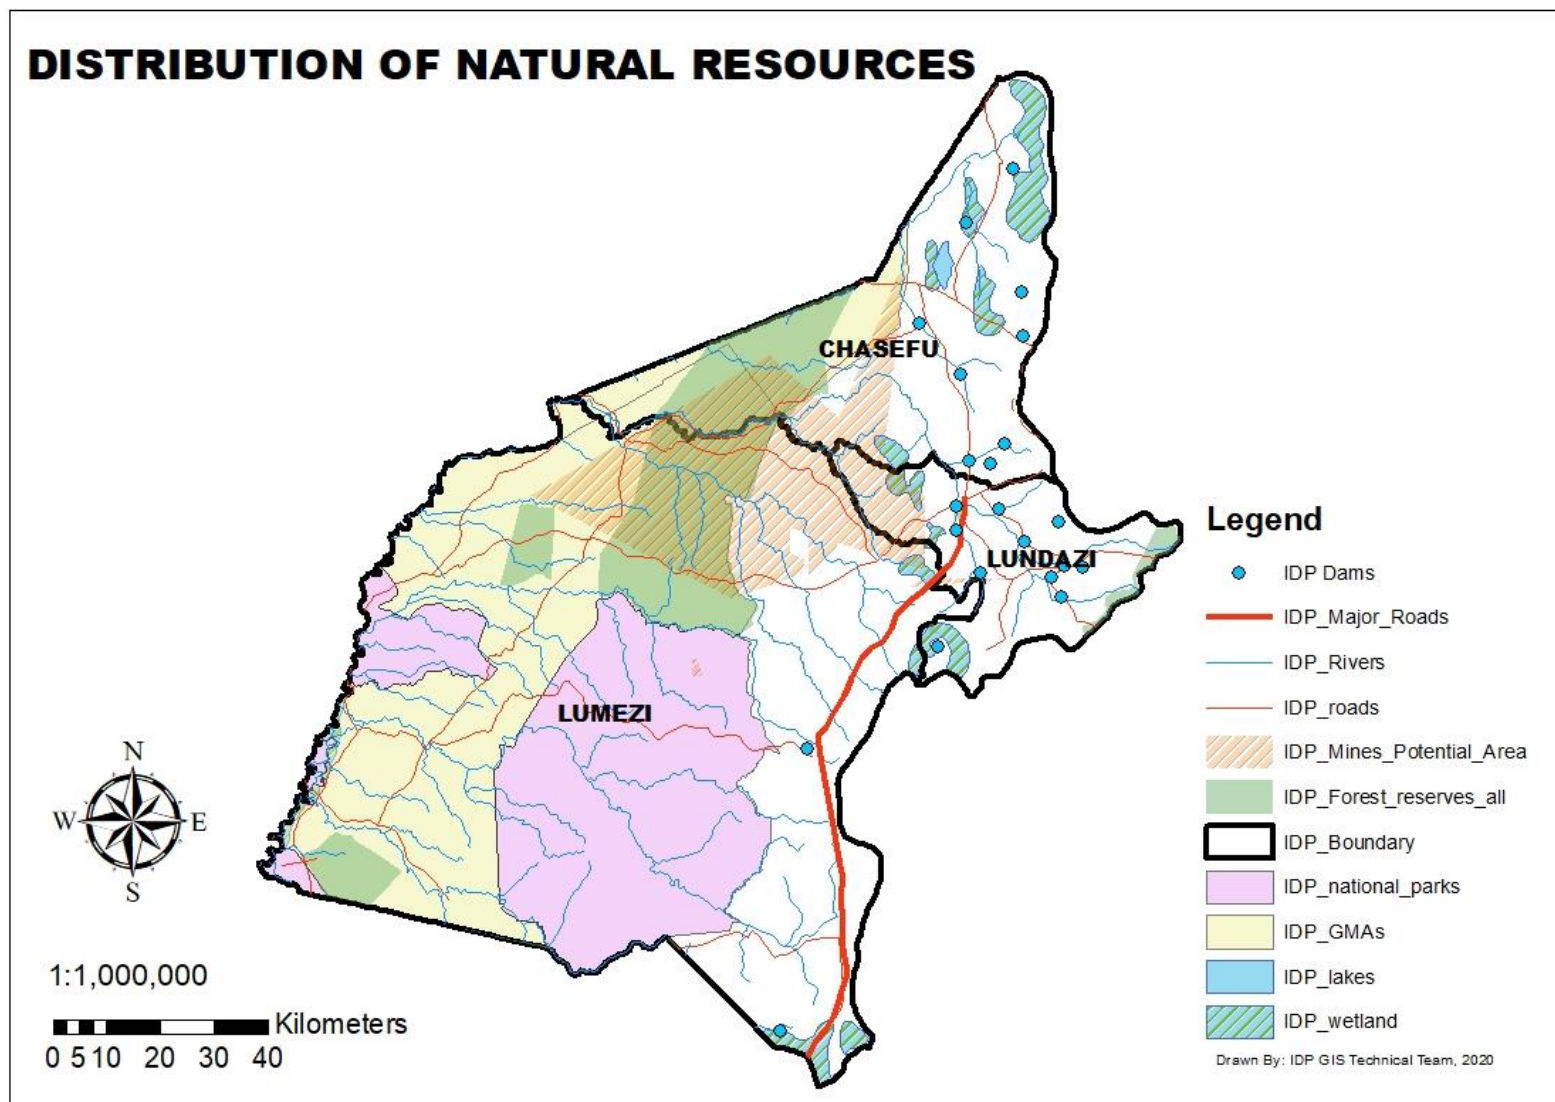 DISTRIBUTION OF NATURAL RESOURCES
CHASEFU
LUNDAZI
LUMEZI
Legend
IDP Dams
IDP_Major_Roads
IDP_Rivers
IDP_roads
IDP_Mines_Potential_Area
IDP_Forest_reserves_all
IDP_Boundary
IDP_national_parks
IDP_GMAs
IDP_lakes
IDP_wetland
Drawn By: IDP GIS Technical Team, 2020
N
W E
S
1:1,000,000
Kilometers
0 5 10 20 30 40